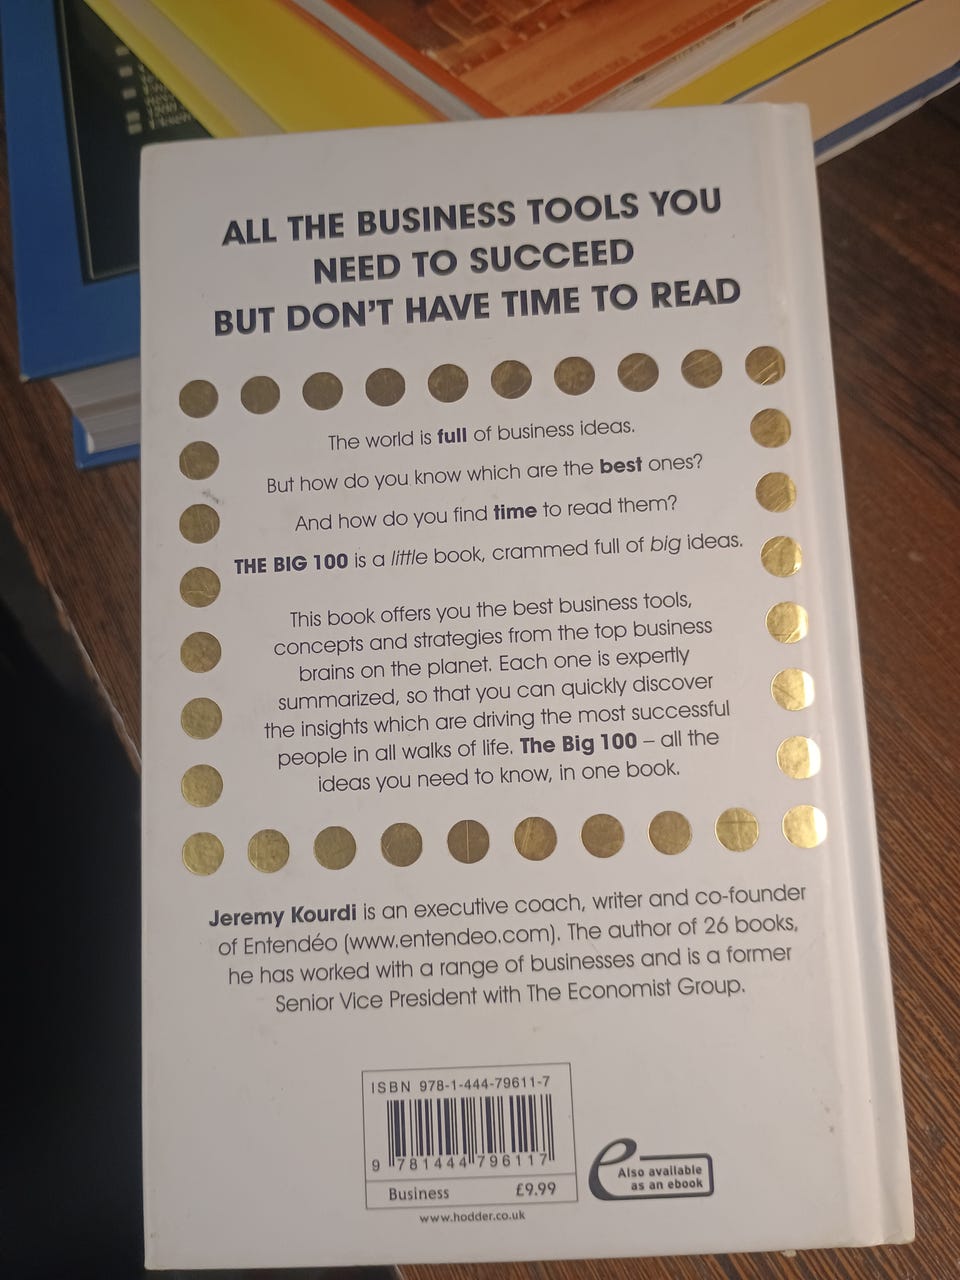 ALL THE BUSINESS TOOLS YOU
NEED TO SUCCEED
BUT DON'T HAVE TIME TO READ
The world is full of business ideas.
But how do you know which are the best ones?
And how do you find time to read them?
THE BIG 100 is a little book, crammed full of big ideas.
This book offers you the best business tools,
concepts and strategies from the top business
brains on the planet. Each one is expertly
summarized, so that you can quickly discover
the insights which are driving the most successful
people in all walks of life. The Big 100 – all the
ideas you need to know, in one book.
Jeremy Kourdi is an executive coach, writer and co-founder
of Entendéo (www.entendeo.com). The author of 26 books,
he has worked with a range of businesses and is a former
Senior Vice President with The Economist Group.
ISBN 978-1-444-79611-7
9 781444 796117
Business £9.99
www.hodder.co.uk
e
Also available
as an ebook